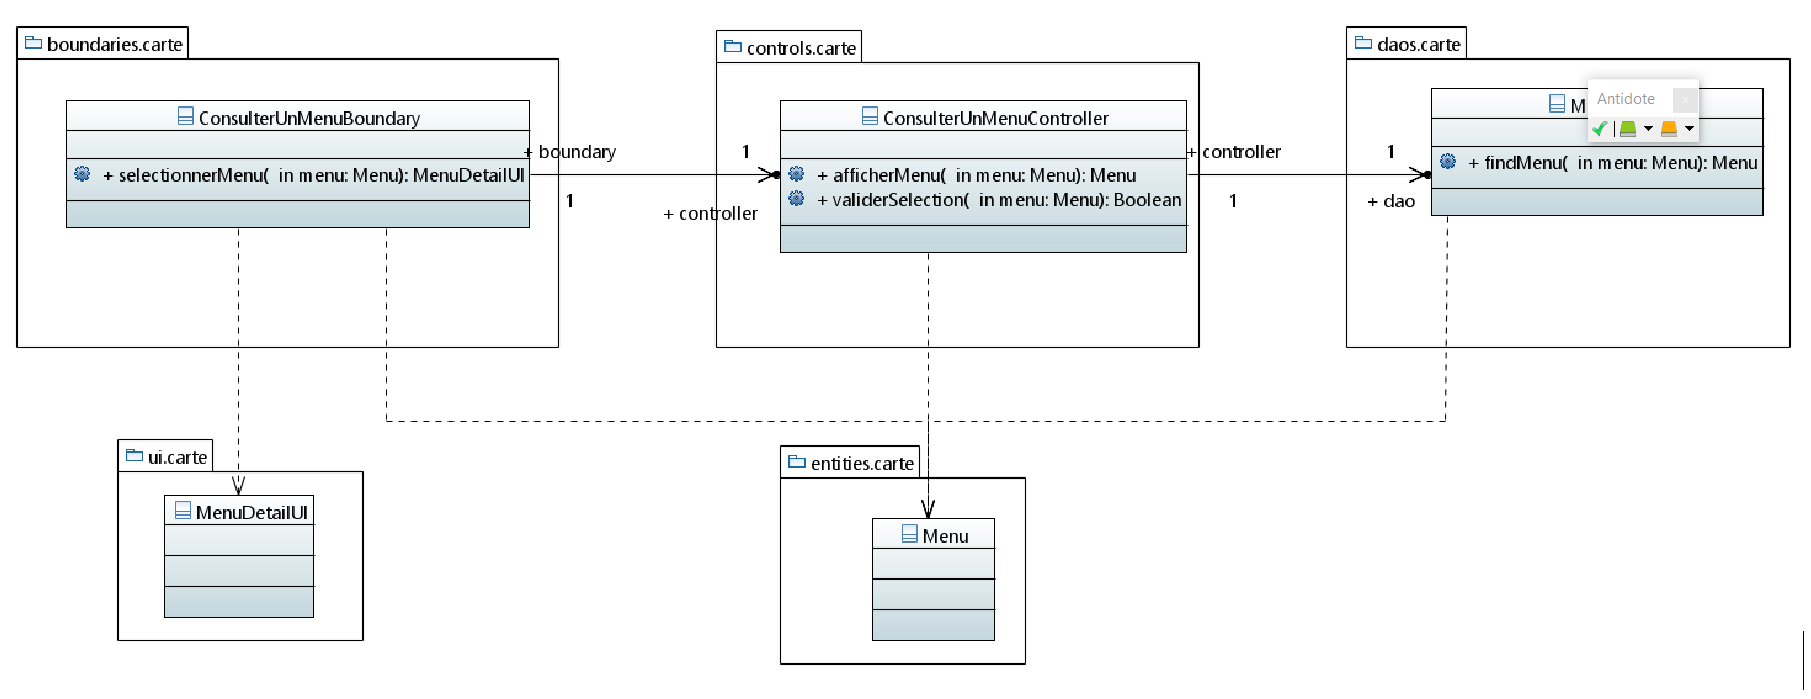 boundaries.carte
controls.carte
daos.carte
ConsulterUnMenuBoundary
+ selectionnerMenu( in menu: Menu): MenuDetailUI
+ boundary
1
1
+ controller
ConsulterUnMenuController
+ afficherMenu( in menu: Menu): Menu
+ validerSelection( in menu: Menu): Boolean
+ controller
1
1
+ dao
Antidote
+ findMenu( in menu: Menu): Menu
ui.carte
MenuDetailUI
entities.carte
Menu